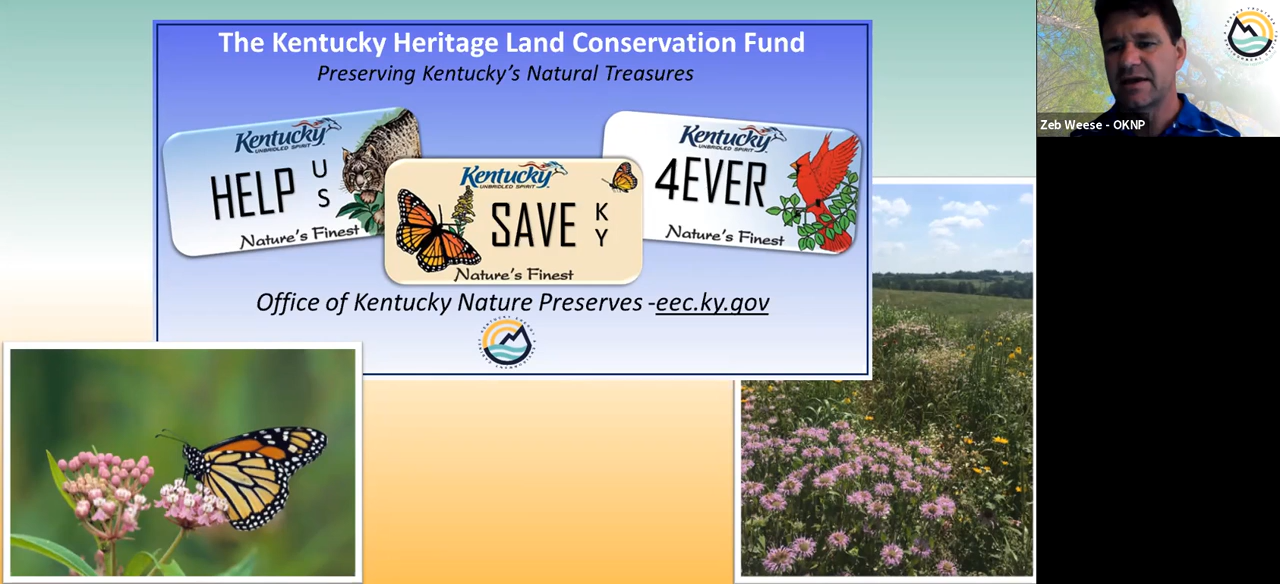 The Kentucky Heritage Land Conservation Fund
Preserving Kentucky's Natural Treasures
Kentucky
UNBRIDLED SPIRIT
HELP U S
Nature's Finest
Kentucky
UNBRIDLED SPIRIT
SAVE K Y
Nature's Finest
Kentucky
UNBRIDLED SPIRIT
4EVER
Nature's Finest
Office of Kentucky Nature Preserves -eec.ky.gov
Zeb Weese - OKNP